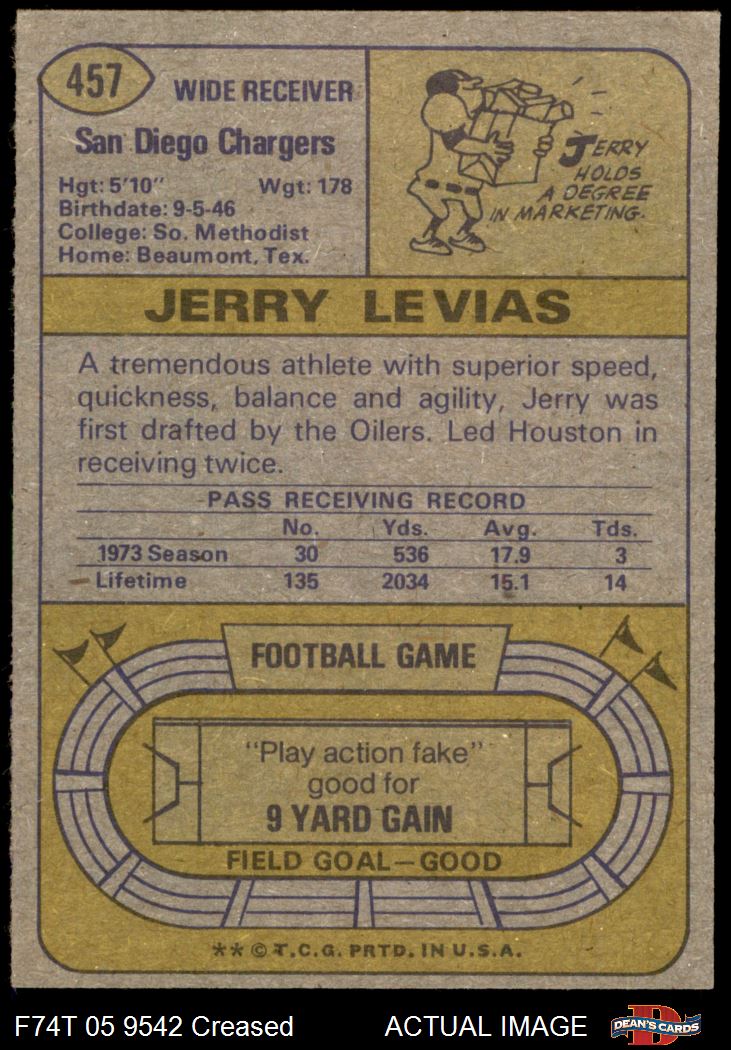 457
WIDE RECEIVER
San Diego Chargers
Hgt: 5'10" Wgt: 178
Birthdate: 9-5-46
College: So. Methodist
Home: Beaumont, Tex.
JERRY
HOLDS
A DEGREE
IN MARKETING.
JERRY LEVIAS
A tremendous athlete with superior speed,
quickness, balance and agility, Jerry was
first drafted by the Oilers. Led Houston in
receiving twice.
PASS RECEIVING RECORD
No. Yds. Avg. Tds.
1973 Season 30 536 17.9 3
Lifetime 135 2034 15.1 14
FOOTBALL GAME
"Play action fake"
good for
9 YARD GAIN
FIELD GOAL—GOOD
** © T.C.G. PRTD. IN U.S.A.
F74T 05 9542 Creased ACTUAL IMAGE
DEAN'S CARDS